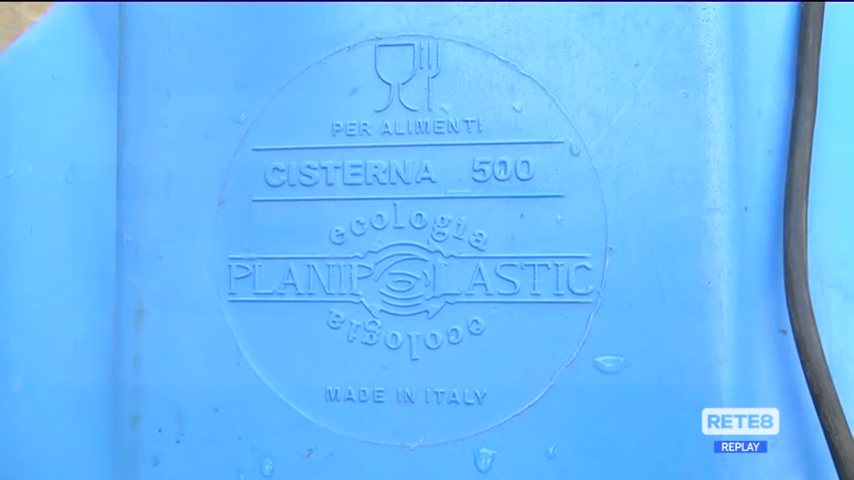 PER ALIMENTI
CISTERNA 500
ecologia
PLANIPLASTIC
ecologia
MADE IN ITALY
RETE8
REPLAY